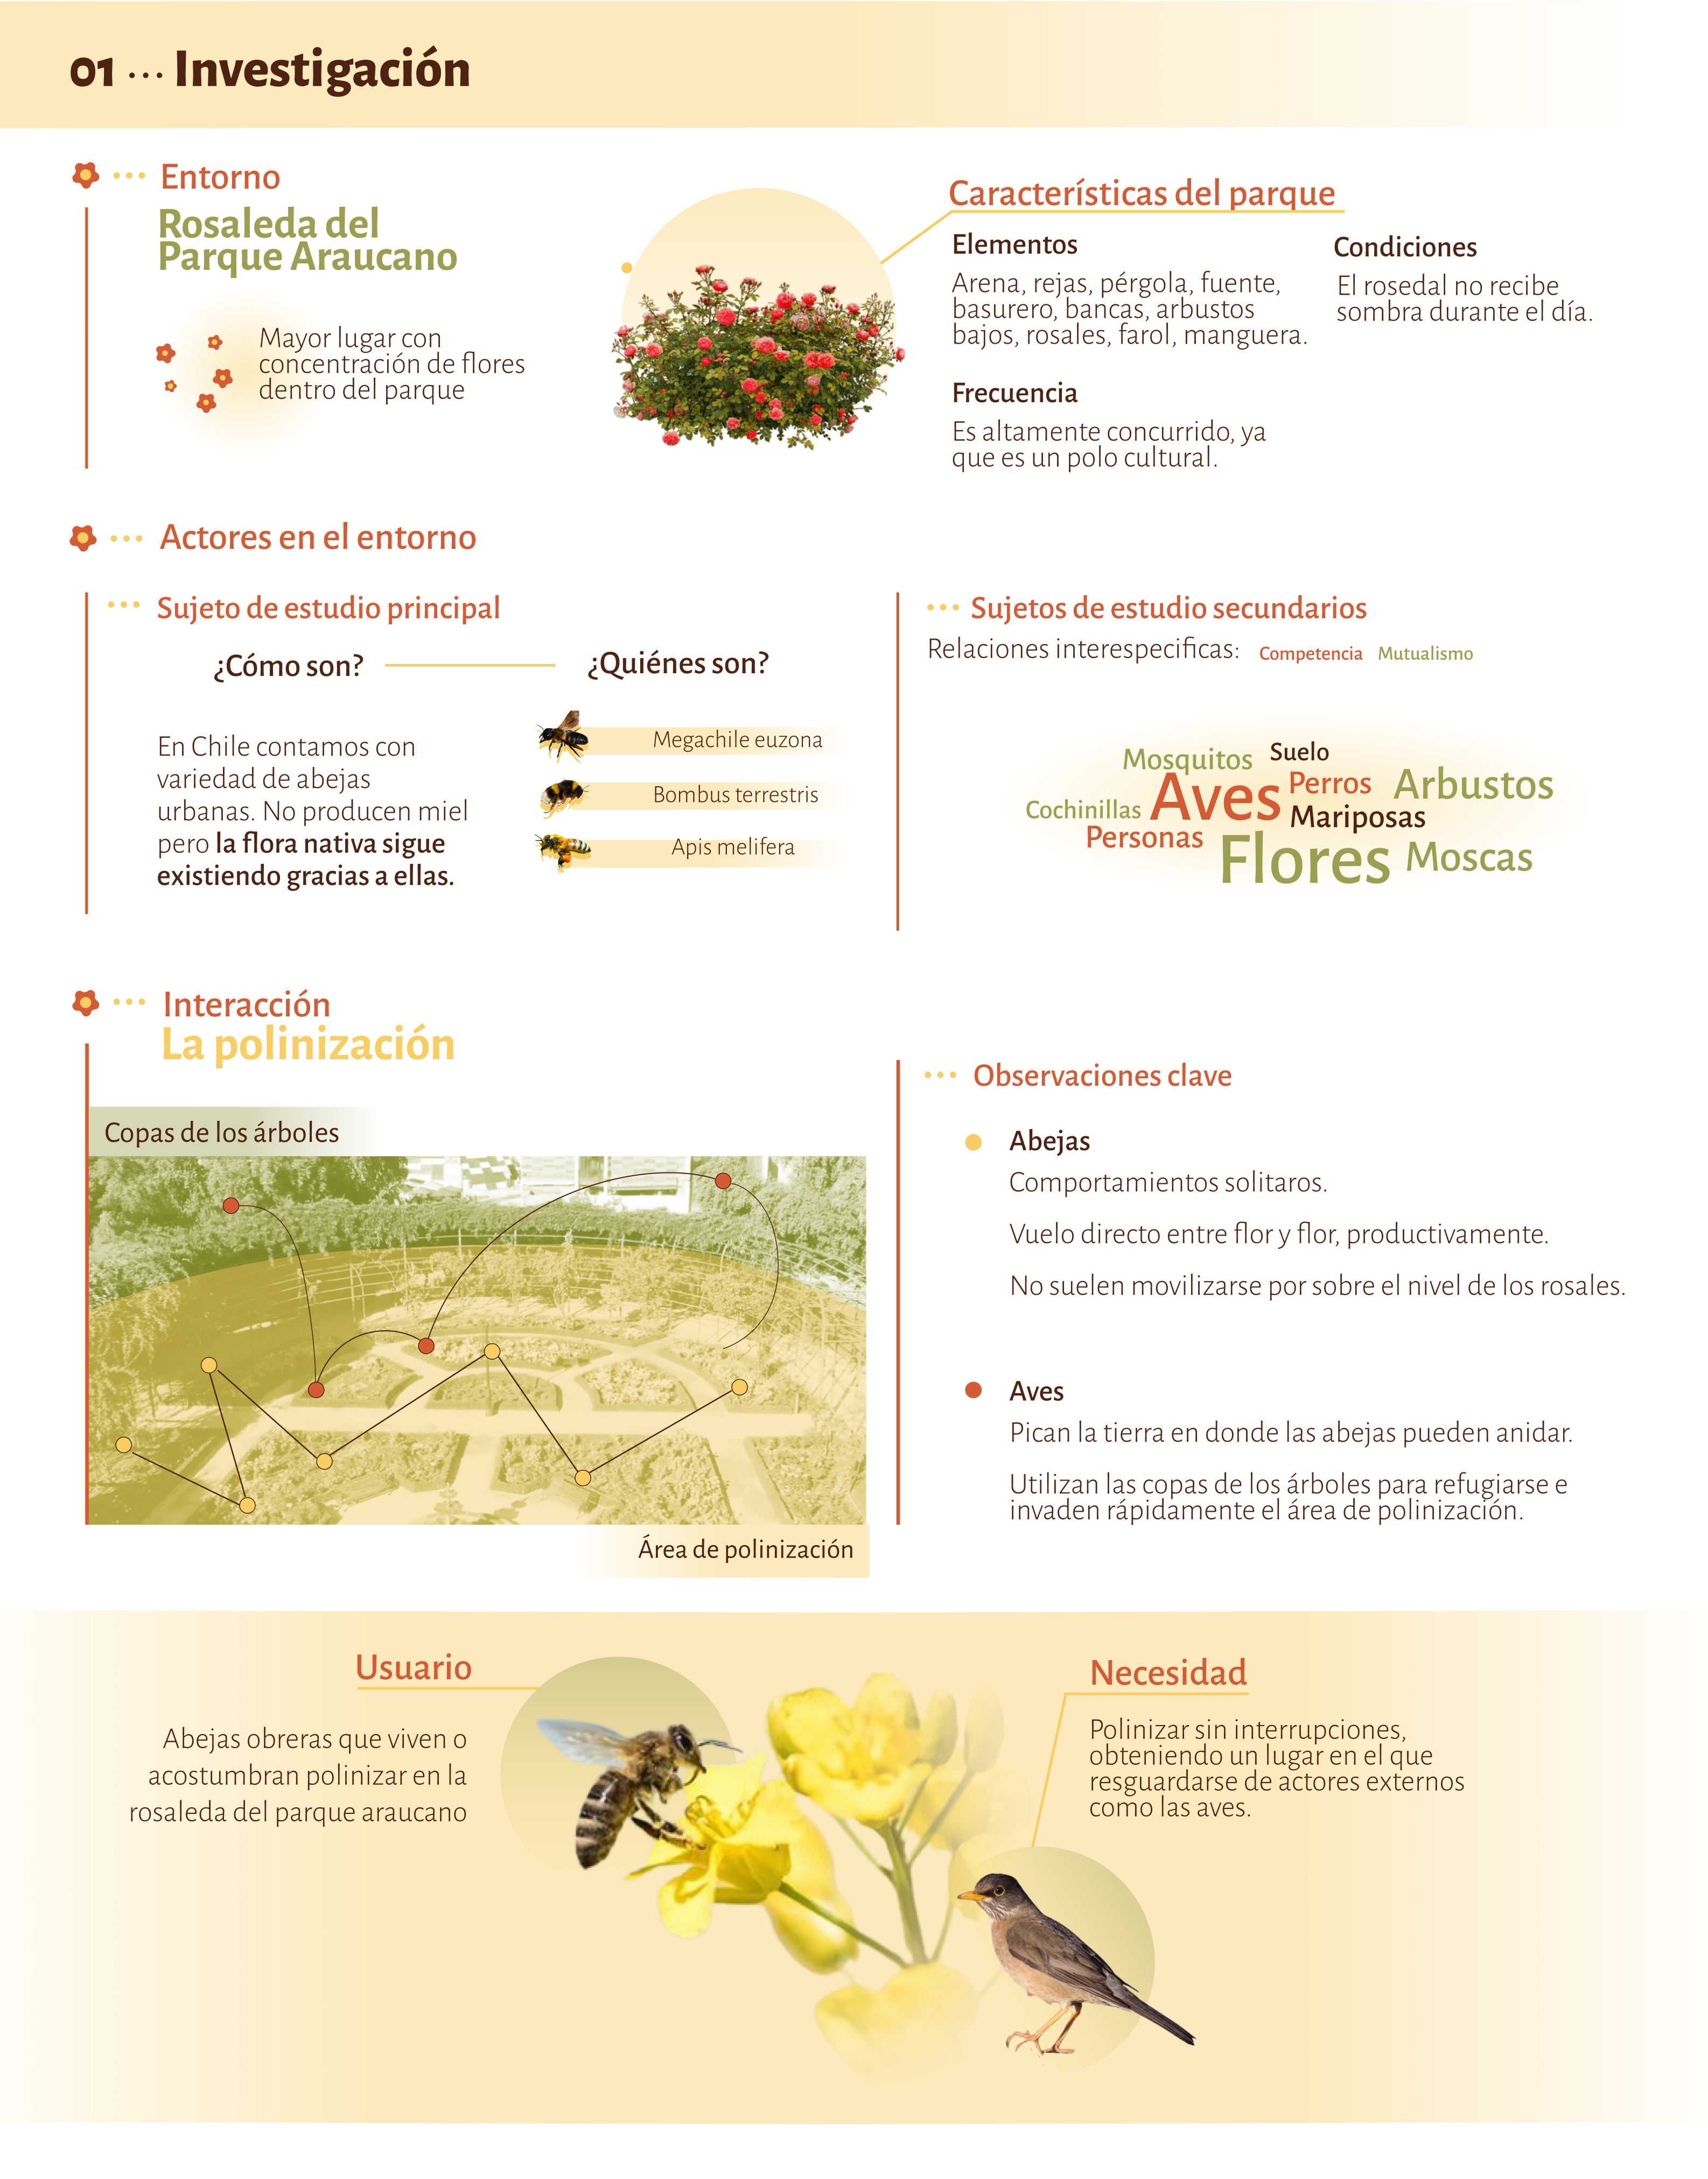 01 ... Investigación
Entorno
Rosaleda del
Parque Araucano
Mayor lugar con
concentración de flores
dentro del parque
Características del parque
Elementos
Arena, rejas, pérgola, fuente,
basurero, bancas, arbustos
bajos, rosales, farol, manguera.
Condiciones
El rosedal no recibe
sombra durante el día.
Frecuencia
Es altamente concurrido, ya
que es un polo cultural.
Actores en el entorno
Sujeto de estudio principal
¿Cómo son?
¿Quiénes son?
En Chile contamos con
variedad de abejas
urbanas. No producen miel
pero la flora nativa sigue
existiendo gracias a ellas.
Megachile euzona
Bombus terrestris
Apis melifera
Sujetos de estudio secundarios
Relaciones interespecificas: Competencia Mutualismo
Mosquitos Suelo
Aves Perros Arbustos
Cochinillas Mariposas
Personas Flores Moscas
Interacción
La polinización
Copas de los árboles
Área de polinización
Observaciones clave
Abejas
Comportamientos solitaros.
Vuelo directo entre flor y flor, productivamente.
No suelen movilizarse por sobre el nivel de los rosales.
Aves
Pican la tierra en donde las abejas pueden anidar.
Utilizan las copas de los árboles para refugiarse e
invaden rápidamente el área de polinización.
Usuario
Abejas obreras que viven o
acostumbran polinizar en la
rosaleda del parque araucano
Necesidad
Polinizar sin interrupciones,
obteniendo un lugar en el que
resguardarse de actores externos
como las aves.